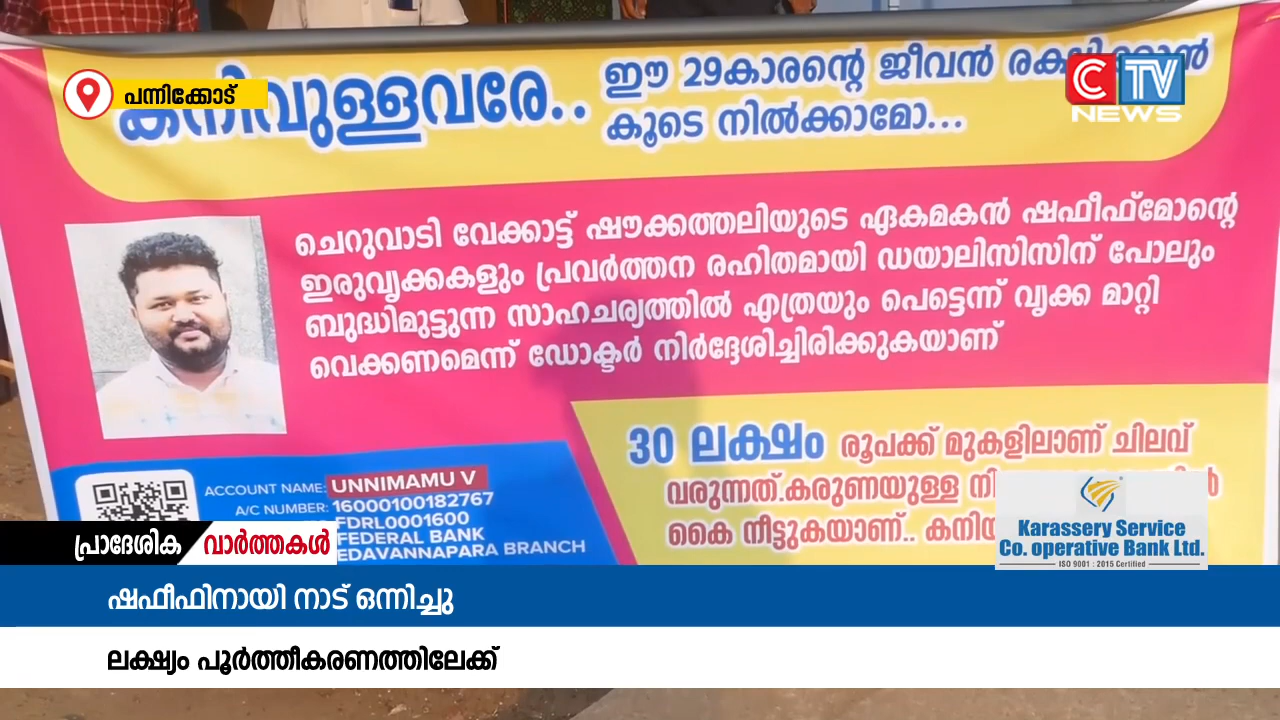 കനിവുള്ളവരേ..
ഈ 29കാരന്റെ ജീവൻ
കൂടെ നിൽക്കാമോ...
പന്നിക്കോട്
CTV
NEWS
ചെറുവാടി വേക്കാട്ട് ഷൗക്കത്തലിയുടെ ഏകമകൻ ഷഫീഫ്മോന്റെ
ഇരുവൃക്കകളും പ്രവർത്തന രഹിതമായി ഡയാലിസിസിന് പോലും
ബുദ്ധിമുട്ടുന്ന സാഹചര്യത്തിൽ എത്രയും പെട്ടെന്ന് വൃക്ക മാറ്റി
വെക്കണമെന്ന് ഡോക്ടർ നിർദ്ദേശിച്ചിരിക്കുകയാണ്
30 ലക്ഷം രൂപക്ക് മുകളിലാണ് ചിലവ്
വരുന്നത്.കരുണയുള്ള
കൈ നീട്ടുകയാണ്..
ACCOUNT NAME: UNNIMAMU V
A/C NUMBER: 16000100182767
FDRL0001600
FEDERAL BANK
EDAVANNAPARA BRANCH
Karassery Service
Co. operative Bank Ltd.
ISO 9001 : 2015 Certified
പ്രാദേശിക വാർത്തകൾ
ഷഫീഫിനായി നാട് ഒന്നിച്ചു
ലക്ഷ്യം പൂർത്തീകരണത്തിലേക്ക്